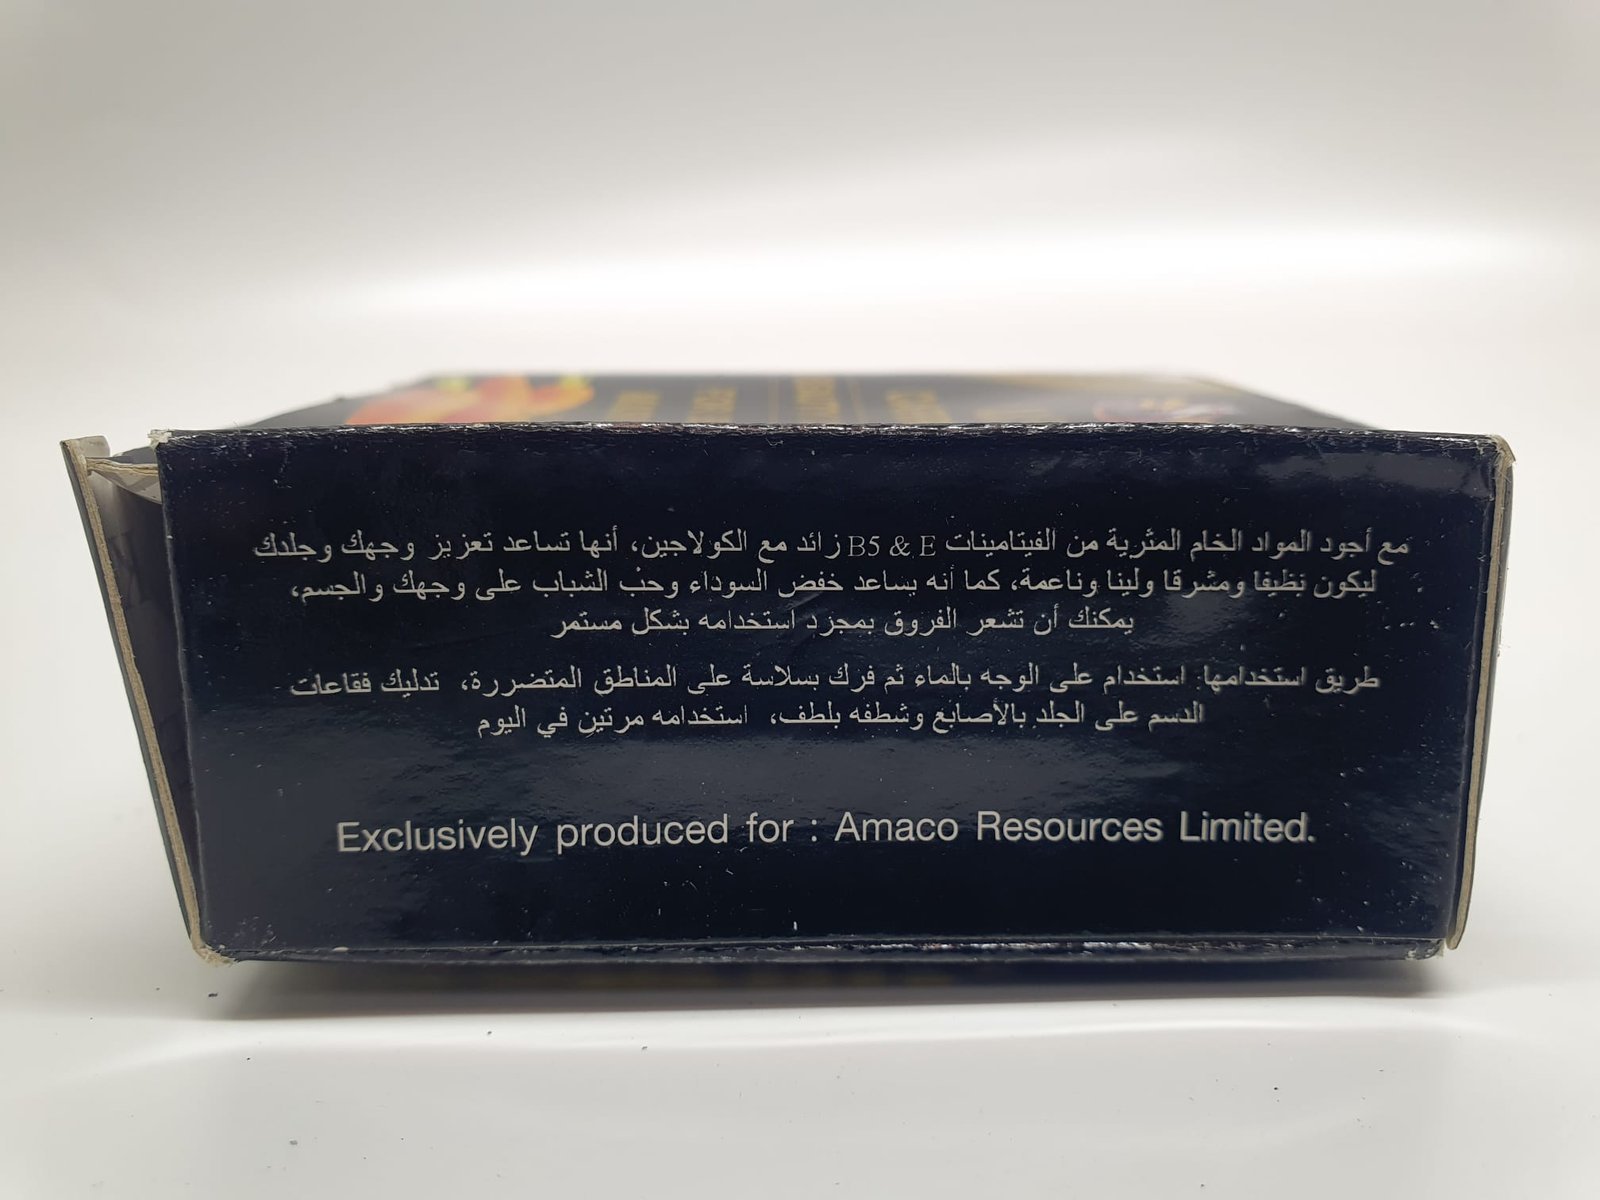 مع أجود المواد الخام المثرية من الفيتامينات B5 & E زائد مع الكولاجين، أنها تساعد تعزيز وجهك وجلدك
ليكون نظيفا ومشرقا ولينا وناعمة، كما أنه يساعد خفض السوداء وحب الشباب على وجهك والجسم،
يمكنك أن تشعر الفروق بمجرد استخدامه بشكل مستمر
طريق استخدامها: استخدام على الوجه بالماء ثم فرك بسلاسة على المناطق المتضررة، تدليك فقاعات
الدسم على الجلد بالأصابع وشطفه بلطف، استخدامه مرتين في اليوم
Exclusively produced for : Amaco Resources Limited.